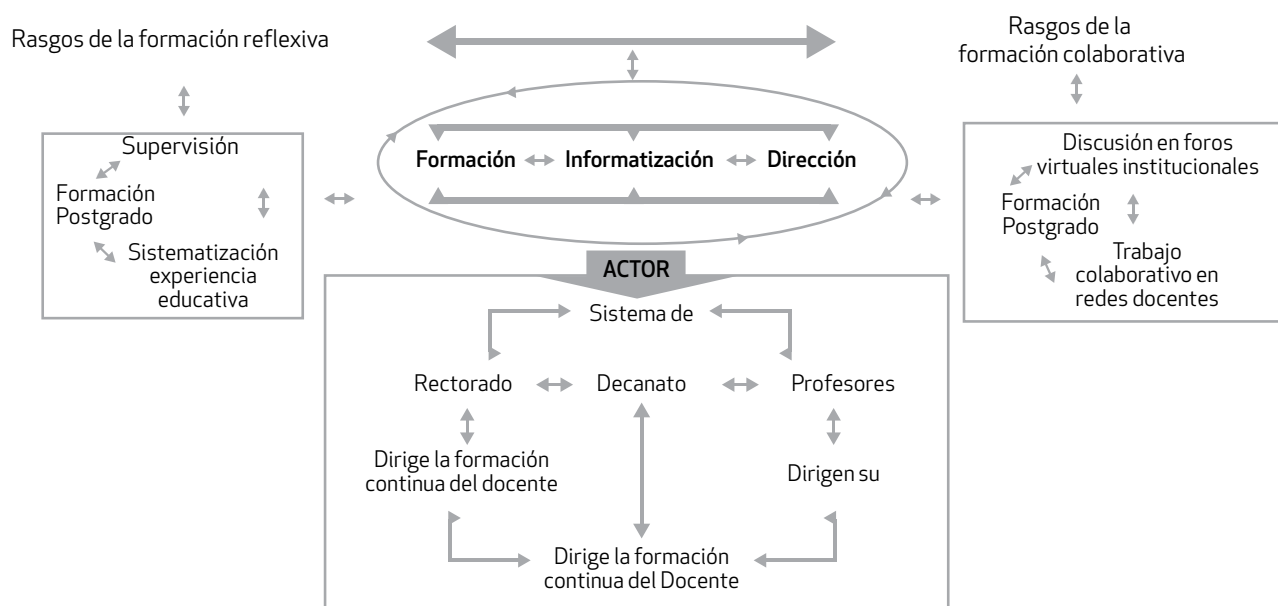 Rasgos de la formación reflexiva
Rasgos de la
formación colaborativa
Supervisión
Formación
Postgrado
Sistematización
experiencia
educativa
Formación
Informatización
Dirección
Discusión en foros
virtuales institucionales
Formación
Postgrado
Trabajo
colaborativo en
redes docentes
ACTOR
Sistema de
Rectorado
Decanato
Profesores
Dirige la formación
continua del docente
Dirigen su
Dirige la formación
continua del Docente